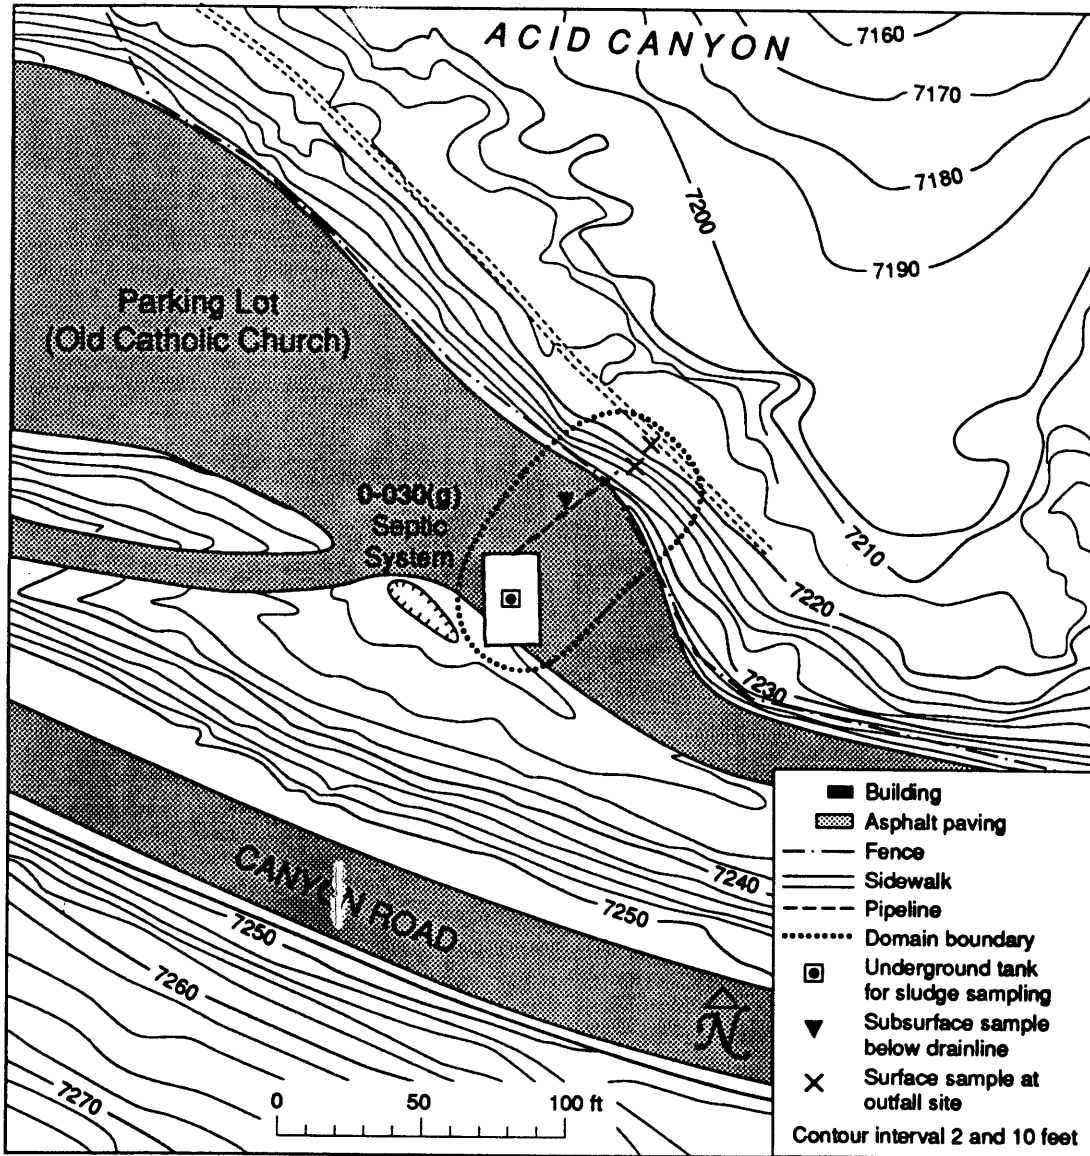 ACID CANYON
7160
7170
7180
7200
7190
Parking Lot
(Old Catholic Church)
0-030(g)
Septic
System
7210
7220
7230
7240
7250
CANYON ROAD
7250
7260
7270
N
0 50 100 ft
Building
Asphalt paving
Fence
Sidewalk
Pipeline
Domain boundary
Underground tank
for sludge sampling
Subsurface sample
below drainline
Surface sample at
outfall site
Contour interval 2 and 10 feet